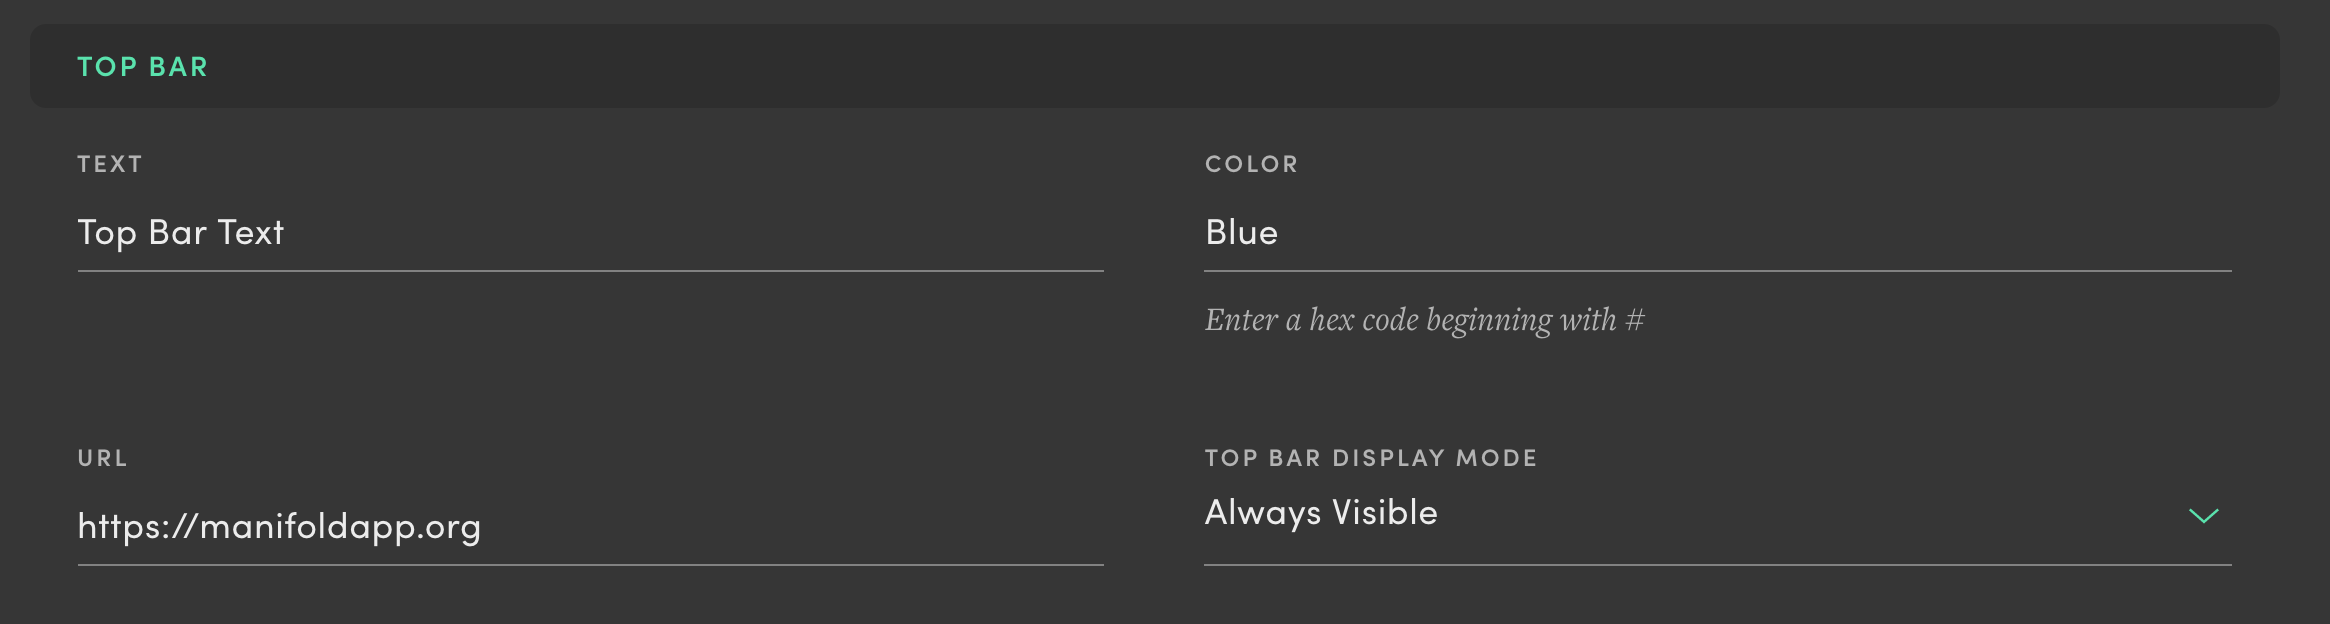 TOP BAR
TEXT
Top Bar Text
COLOR
Blue
Enter a hex code beginning with #
URL
https://manifoldapp.org
TOP BAR DISPLAY MODE
Always Visible